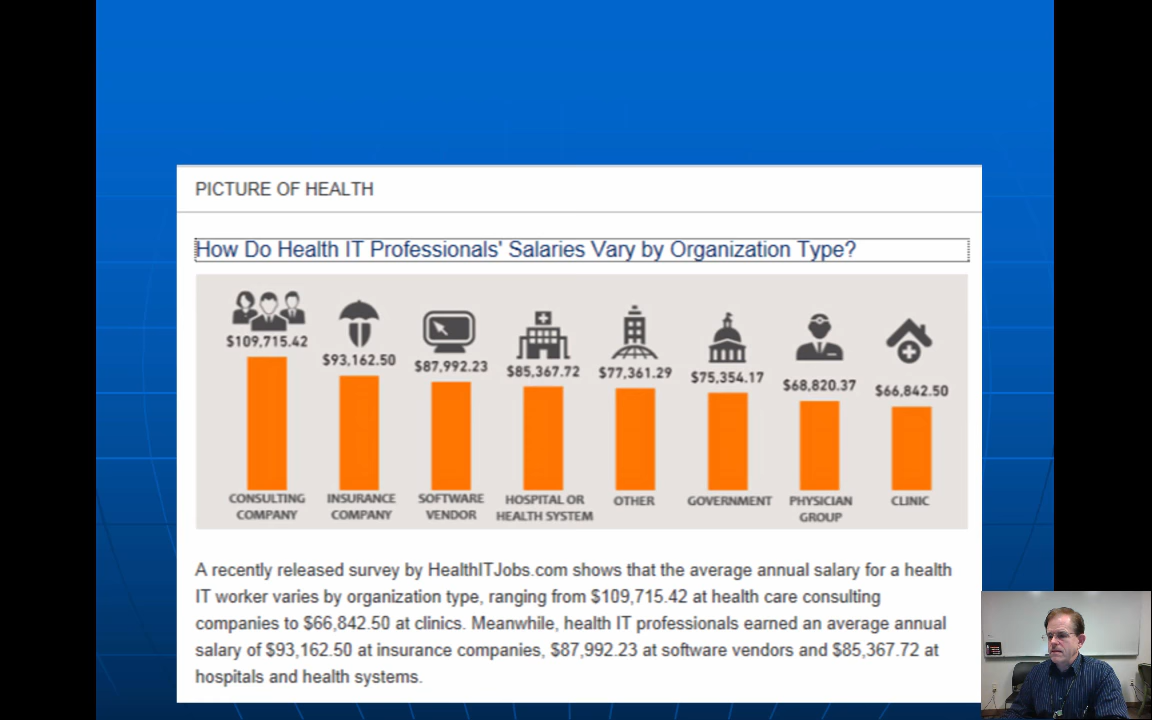 PICTURE OF HEALTH
How Do Health IT Professionals' Salaries Vary by Organization Type?
$109,715.42
$93,162.50
$87,992.23
$85,367.72
$77,361.29
$75,354.17
$68,820.37
$66,842.50
CONSULTING
COMPANY
INSURANCE
COMPANY
SOFTWARE
VENDOR
HOSPITAL OR
HEALTH SYSTEM
OTHER
GOVERNMENT
PHYSICIAN
GROUP
CLINIC
A recently released survey by HealthITJobs.com shows that the average annual salary for a health
IT worker varies by organization type, ranging from $109,715.42 at health care consulting
companies to $66,842.50 at clinics. Meanwhile, health IT professionals earned an average annual
salary of $93,162.50 at insurance companies, $87,992.23 at software vendors and $85,367.72 at
hospitals and health systems.